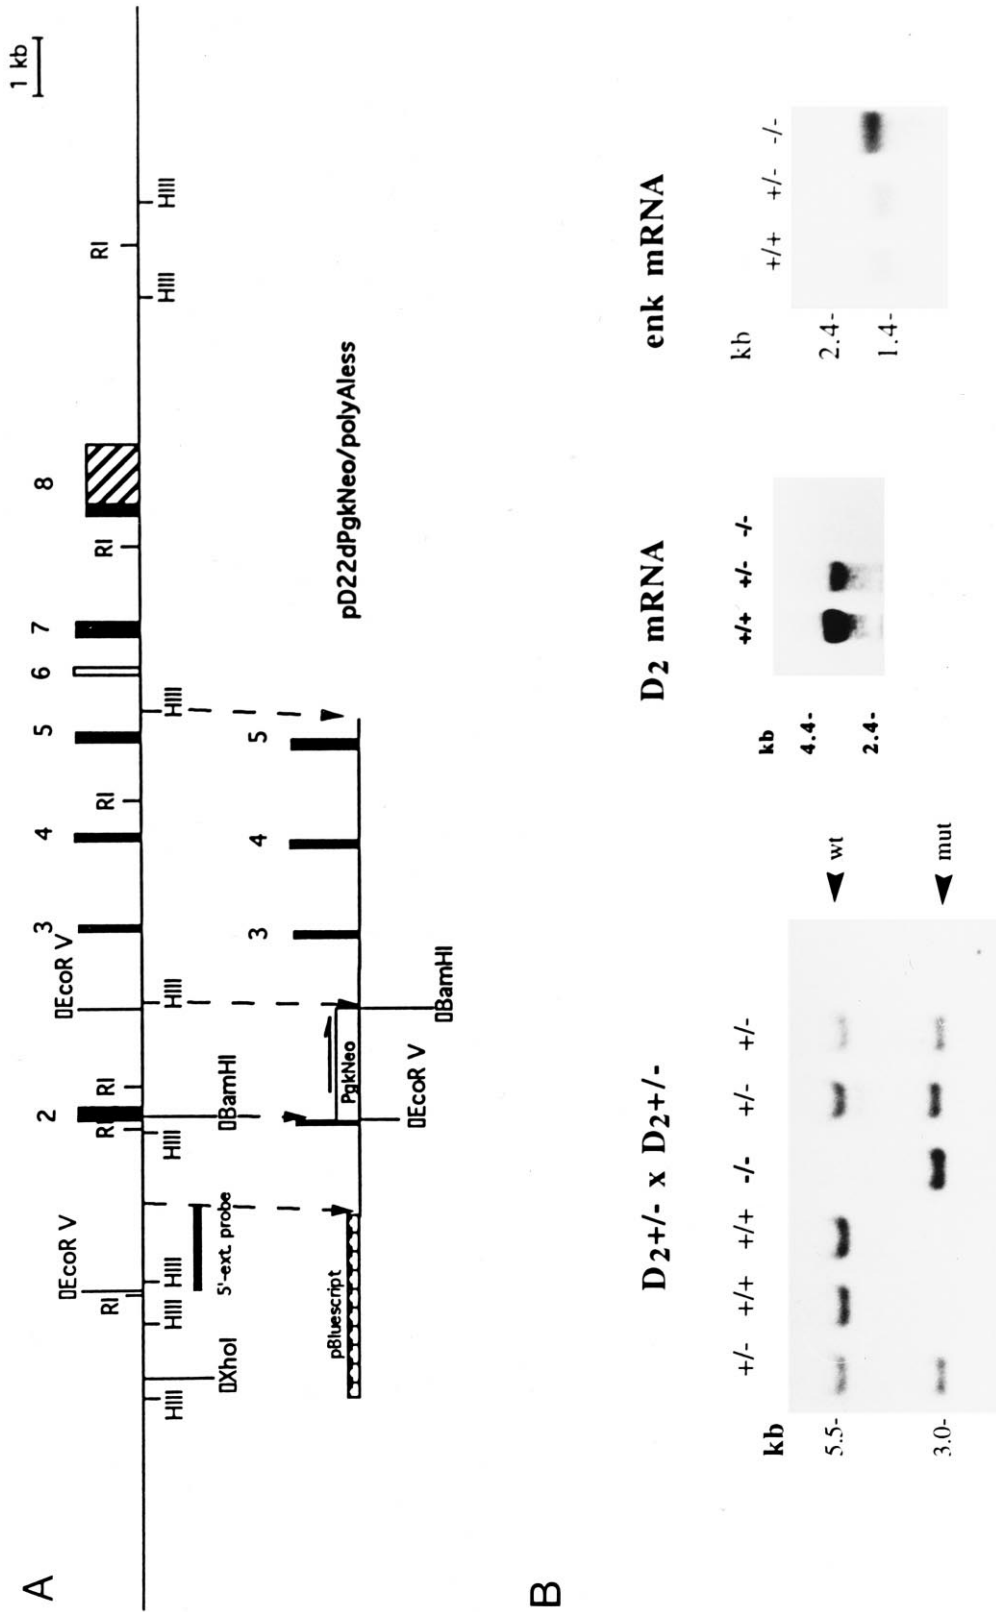 A
1 kb
2 3 4 5 6 7 8
▯EcoR V ▯EcoR V
RI RI RI RI RI RI
HIII HIII HIII HIII HIII HIII HIII HIII
▯XhoI ▯BamHI
5'-ext. probe
3 4 5
pBluescript PgkNeo
pD22dPgkNeo/polyAless
▯EcoR V ▯BamHI
B
D2+/- x D2+/-
+/- +/+ +/+ -/- +/- +/-
kb
5.5-
3.0-
wt
mut
D2 mRNA
+/+ +/- -/-
kb
4.4-
2.4-
enk mRNA
+/+ +/- -/-
kb
2.4-
1.4-